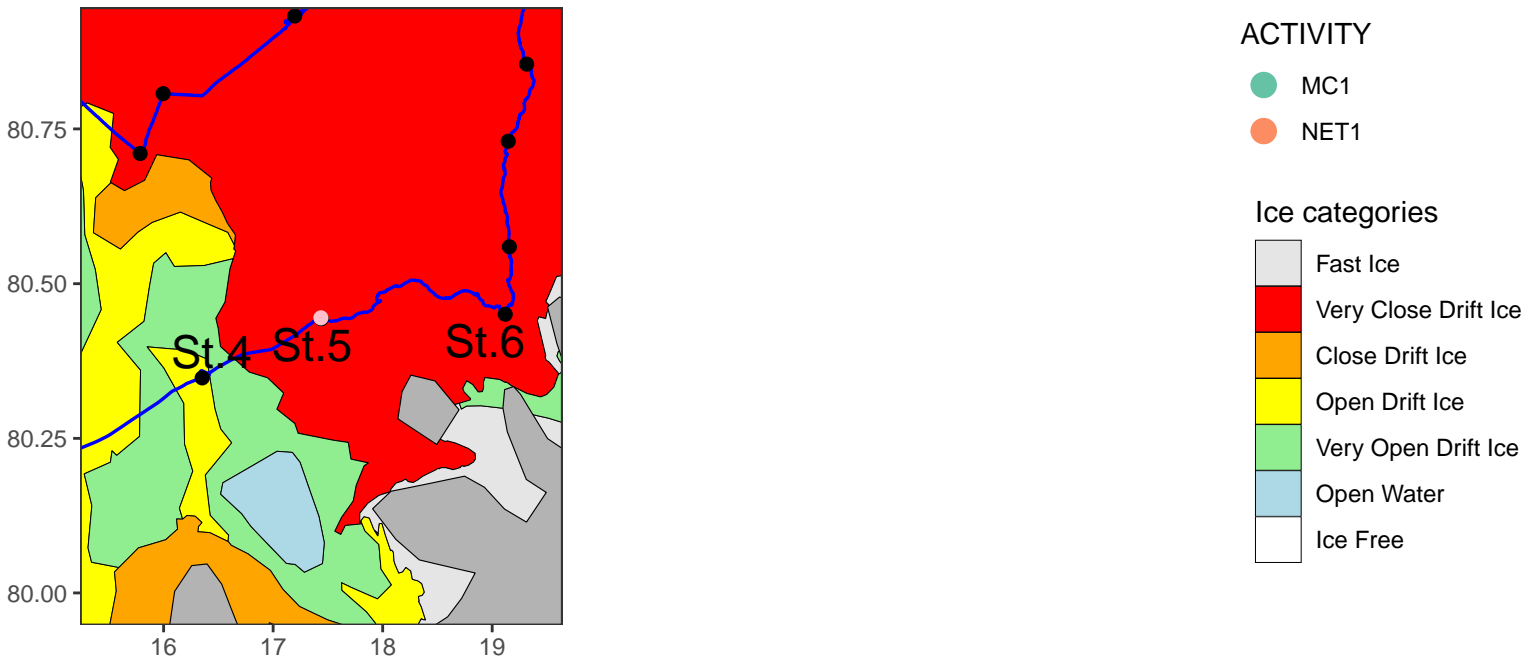 80.75
80.50
80.25
80.00
16
17
18
19
St.4
St.5
St.6
ACTIVITY
MC1
NET1
Ice categories
Fast Ice
Very Close Drift Ice
Close Drift Ice
Open Drift Ice
Very Open Drift Ice
Open Water
Ice Free